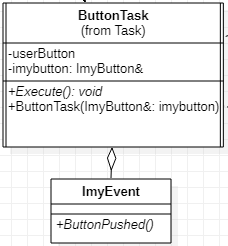 ButtonTask
(from Task)
-userButton
-imybutton: ImyButton&
+Execute(): void
+ButtonTask(ImyButton&: imybutton)
ImyEvent
+ButtonPushed()